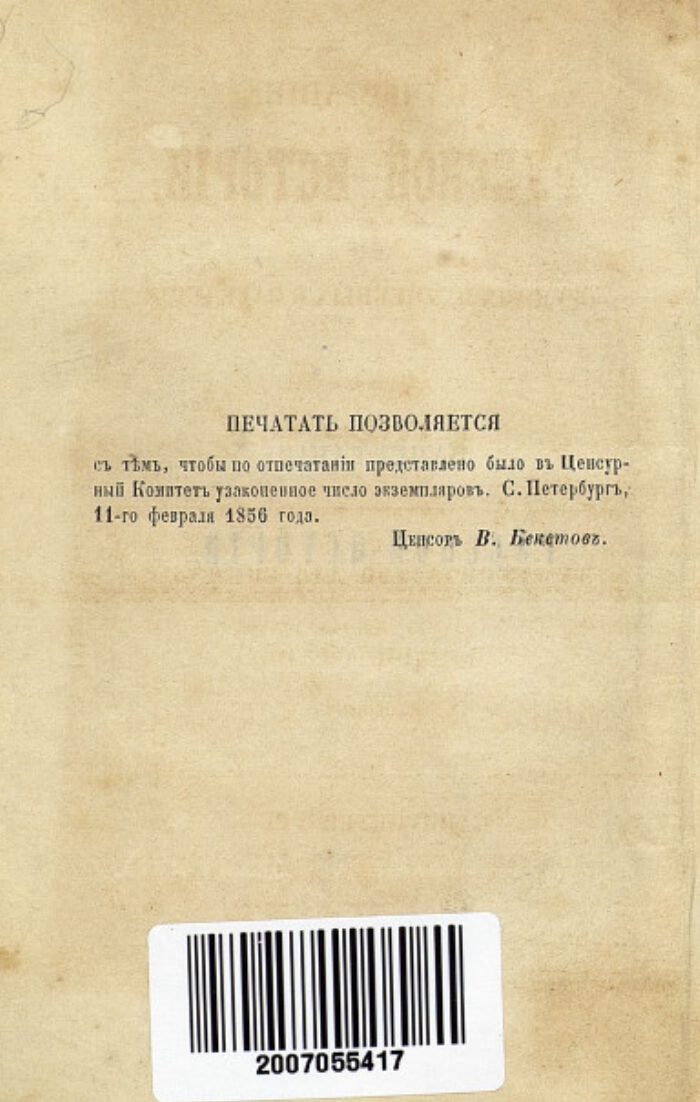 ПЕЧАТАТЬ ПОЗВОЛЯЕТСЯ
съ тѣмъ, чтобы по отпечатаніи представлено было въ Ценсур-
ный Комитетъ узаконенное число экземпляровъ. С. Петербургъ,
11-го февраля 1856 года.
Ценсоръ В. Бекетовъ.
2007055417